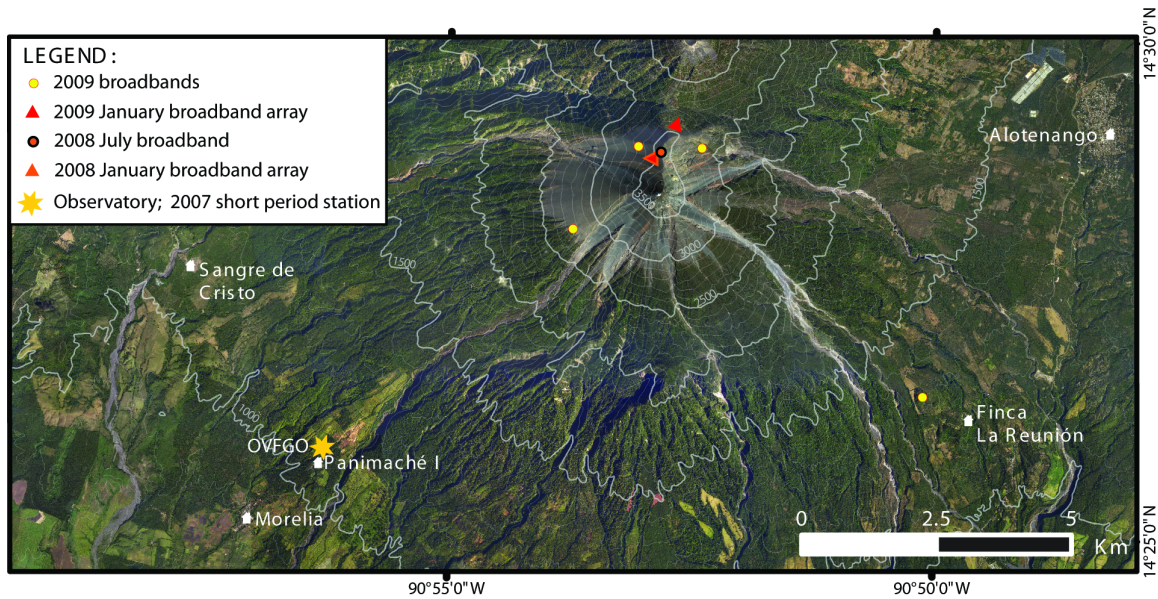 LEGEND :
2009 broadbands
2009 January broadband array
2008 July broadband
2008 January broadband array
Observatory; 2007 short period station
14°30'0"N
Alotenango
1500
3500
3000
2500
1500
Sangre de
Cristo
1000
OVFGO
Panimaché I
Morelia
Finca
La Reunión
0 2.5 5
Km
14°25'0"N
90°55'0"W
90°50'0"W